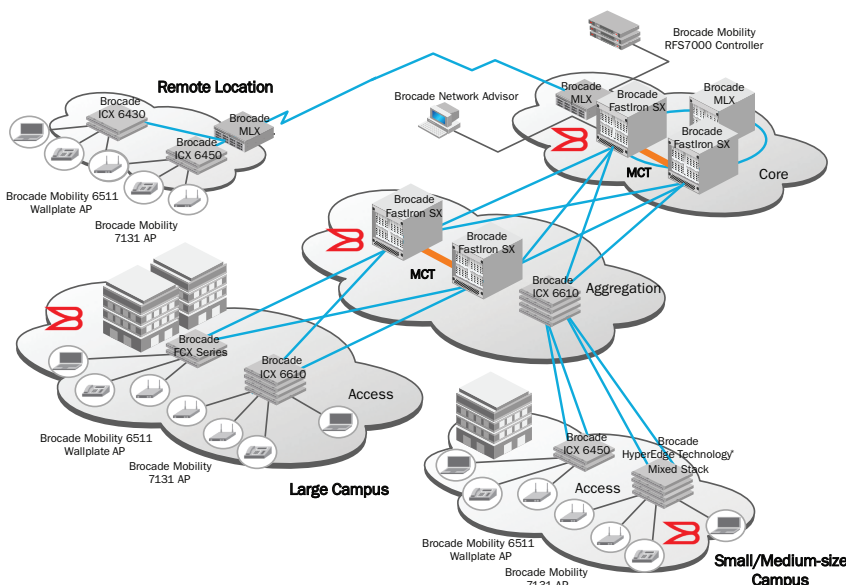 Brocade Mobility
RFS7000 Controller
Remote Location
Brocade
ICX 6430
Brocade
MLX
Brocade
ICX 6450
Brocade Mobility 6511
Wallplate AP
Brocade Mobility
7131 AP
Brocade Network Advisor
Brocade
MLX
Brocade
FastIron SX
Brocade
MLX
Brocade
FastIron SX
MCT
Core
Brocade
FastIron SX
Brocade
FastIron SX
MCT
Brocade
ICX 6610
Aggregation
Brocade
FCX Series
Brocade
ICX 6610
Access
Brocade Mobility 6511
Wallplate AP
Brocade Mobility
7131 AP
Large Campus
Brocade
ICX 6450
Brocade
HyperEdge Technology
Mixed Stack
Access
Brocade Mobility 6511
Wallplate AP
Brocade Mobility
7131 AP
Small/Medium-size
Campus